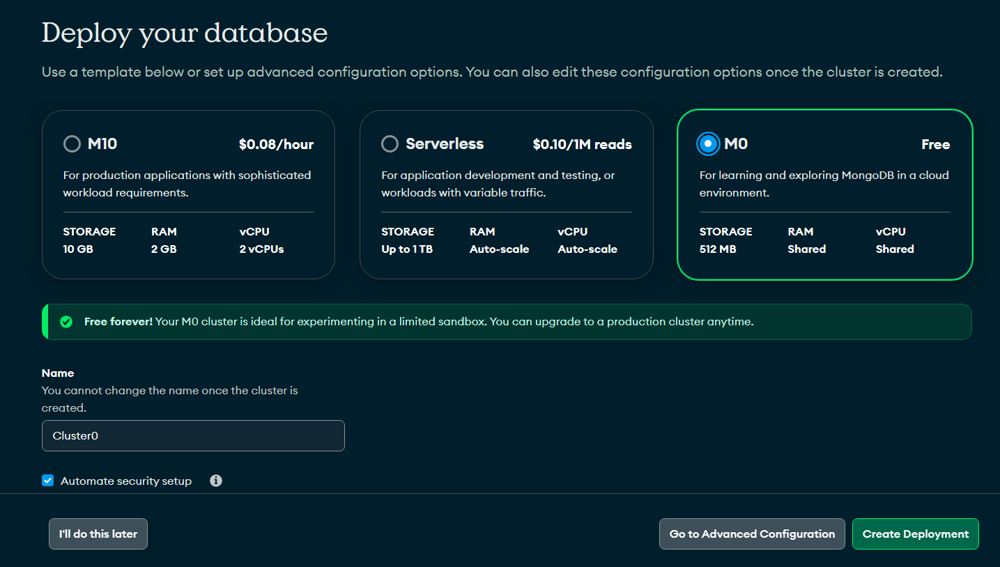 Deploy your database
Use a template below or set up advanced configuration options. You can also edit these configuration options once the cluster is created.
M10 $0.08/hour
For production applications with sophisticated
workload requirements.
STORAGE RAM vCPU
10 GB 2 GB 2 vCPUs
Serverless $0.10/1M reads
For application development and testing, or
workloads with variable traffic.
STORAGE RAM vCPU
Up to 1 TB Auto-scale Auto-scale
M0 Free
For learning and exploring MongoDB in a cloud
environment.
STORAGE RAM vCPU
512 MB Shared Shared
Free forever! Your M0 cluster is ideal for experimenting in a limited sandbox. You can upgrade to a production cluster anytime.
Name
You cannot change the name once the cluster is
created.
Cluster0
Automate security setup
I'll do this later Go to Advanced Configuration Create Deployment